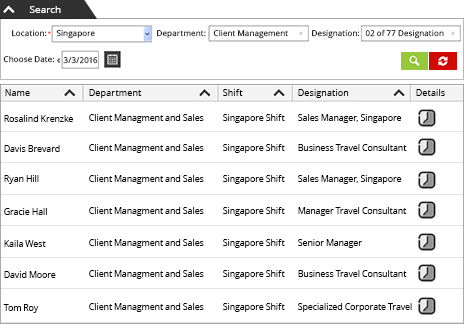 Search
Location:* Singapore Department: Client Management Designation: 02 of 77 Designation
Choose Date: 3/3/2016
Name Department Shift Designation Details
Rosalind Krenzke Client Managment and Sales Singapore Shift Sales Manager, Singapore
Davis Brevard Client Managment and Sales Singapore Shift Business Travel Consultant
Ryan Hill Client Managment and Sales Singapore Shift Sales Manager, Singapore
Gracie Hall Client Managment and Sales Singapore Shift Manager Travel Consultant
Kaila West Client Managment and Sales Singapore Shift Senior Manager
David Moore Client Managment and Sales Singapore Shift Business Travel Consultant
Tom Roy Client Managment and Sales Singapore Shift Specialized Corporate Travel